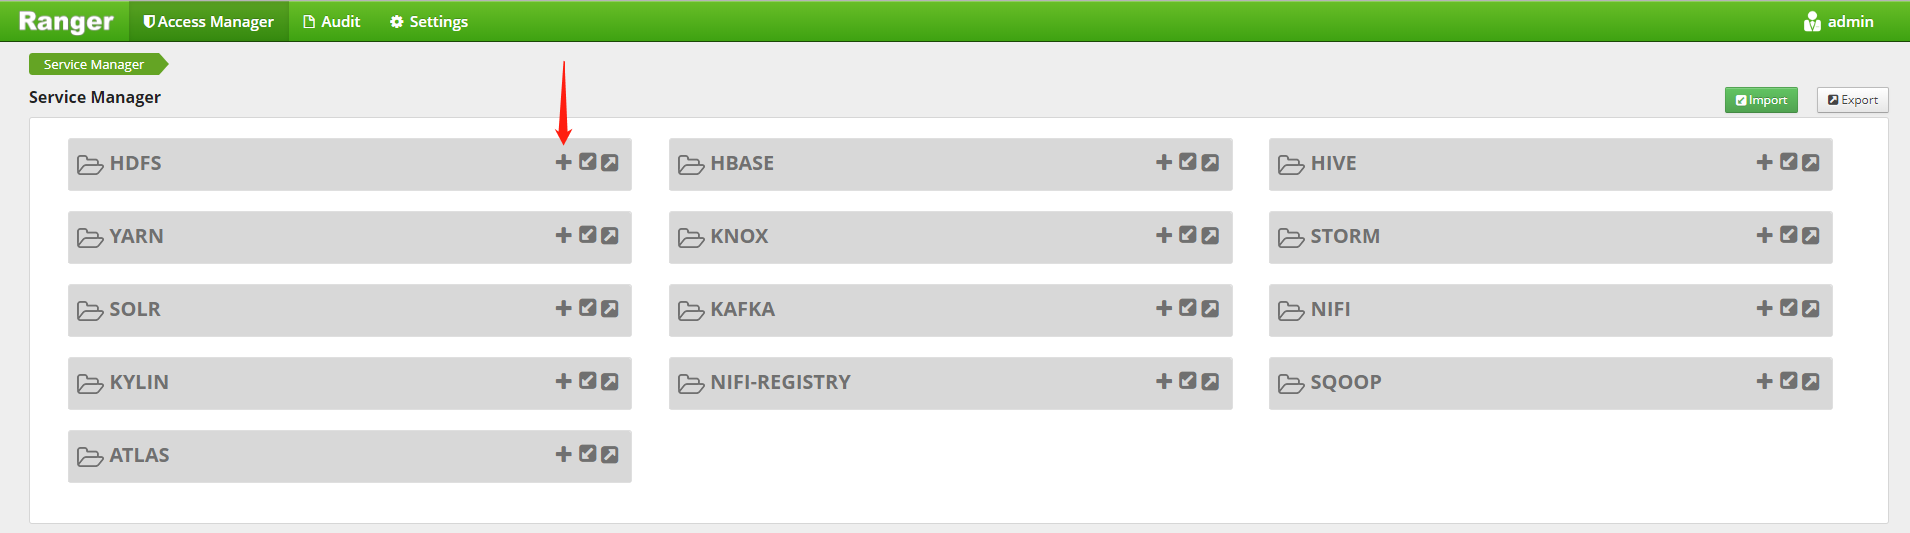 Ranger Access Manager Audit Settings admin
Service Manager
Service Manager Import Export
HDFS HBASE HIVE
YARN KNOX STORM
SOLR KAFKA NIFI
KYLIN NIFI-REGISTRY SQOOP
ATLAS